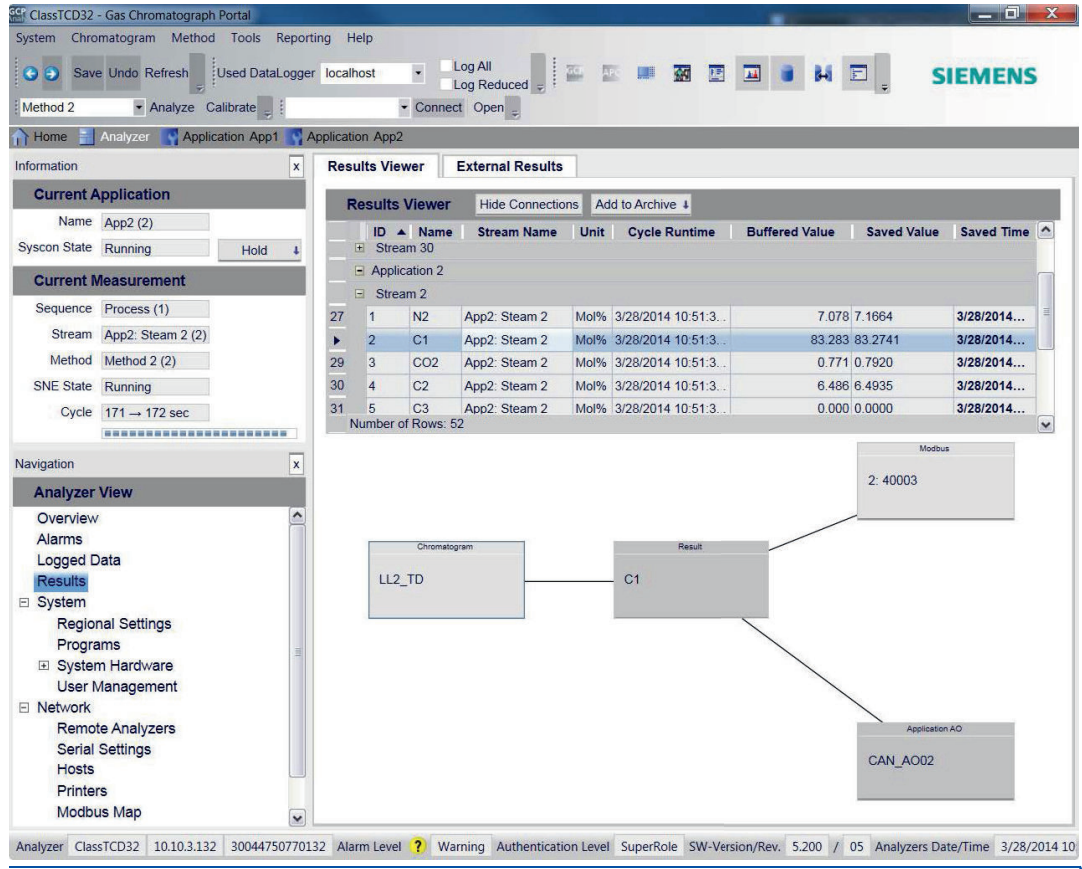 ClassTCD32 - Gas Chromatograph Portal
System Chromatogram Method Tools Reporting Help
Save Undo Refresh Used DataLogger localhost Log All
Log Reduced
SIEMENS
Method 2 Analyze Calibrate Connect Open
Home Analyzer Application App1 Application App2
Information x
Current Application
Name App2 (2)
Syscon State Running Hold
Current Measurement
Sequence Process (1)
Stream App2: Steam 2 (2)
Method Method 2 (2)
SNE State Running
Cycle 171 → 172 sec
Navigation x
Analyzer View
Overview
Alarms
Logged Data
Results
System
Regional Settings
Programs
System Hardware
User Management
Network
Remote Analyzers
Serial Settings
Hosts
Printers
Modbus Map
Results Viewer External Results
Results Viewer Hide Connections Add to Archive
ID Name Stream Name Unit Cycle Runtime Buffered Value Saved Value Saved Time
Stream 30
Application 2
Stream 2
27 1 N2 App2: Steam 2 Mol% 3/28/2014 10:51:3... 7.078 7.1664 3/28/2014...
2 C1 App2: Steam 2 Mol% 3/28/2014 10:51:3... 83.283 83.2741 3/28/2014...
29 3 CO2 App2: Steam 2 Mol% 3/28/2014 10:51:3... 0.771 0.7920 3/28/2014...
30 4 C2 App2: Steam 2 Mol% 3/28/2014 10:51:3... 6.486 6.4935 3/28/2014...
31 5 C3 App2: Steam 2 Mol% 3/28/2014 10:51:3... 0.000 0.0000 3/28/2014...
Number of Rows: 52
Modbus
2: 40003
Chromatogram
LL2_TD
Result
C1
Application AO
CAN_AO02
Analyzer ClassTCD32 10.10.3.132 30044750770132 Alarm Level ? Warning Authentication Level SuperRole SW-Version/Rev. 5.200 / 05 Analyzers Date/Time 3/28/2014 10: